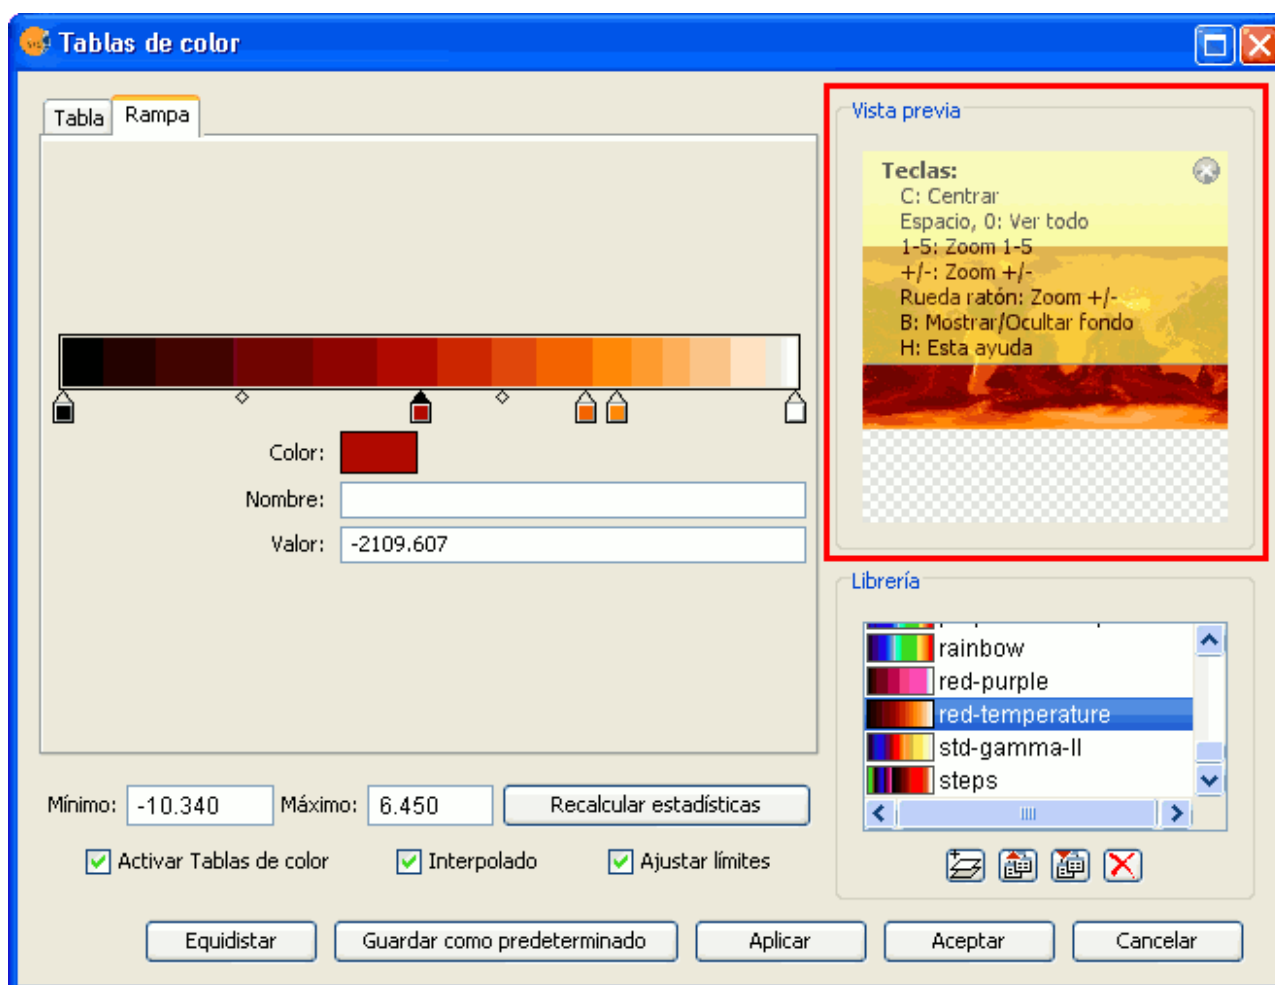 Tablas de color
Tabla
Rampa
Color:
Nombre:
Valor: -2109.607
Mínimo: -10.340 Máximo: 6.450 Recalcular estadísticas
Activar Tablas de color Interpolado Ajustar límites
Vista previa
Teclas:
C: Centrar
Espacio, 0: Ver todo
1-5: Zoom 1-5
+/-: Zoom +/-
Rueda ratón: Zoom +/-
B: Mostrar/Ocultar fondo
H: Esta ayuda
Librería
rainbow
red-purple
red-temperature
std-gamma-II
steps
Equidistar Guardar como predeterminado Aplicar Aceptar Cancelar